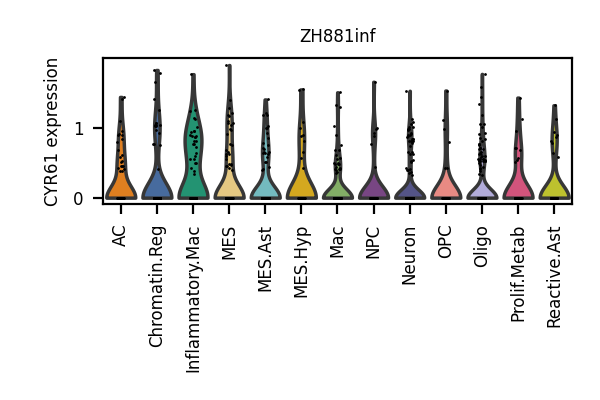 ZH881inf
CYR61 expression
1
0
AC
Chromatin.Reg
Inflammatory.Mac
MES
MES.Ast
MES.Hyp
Mac
NPC
Neuron
OPC
Oligo
Prolif.Metab
Reactive.Ast